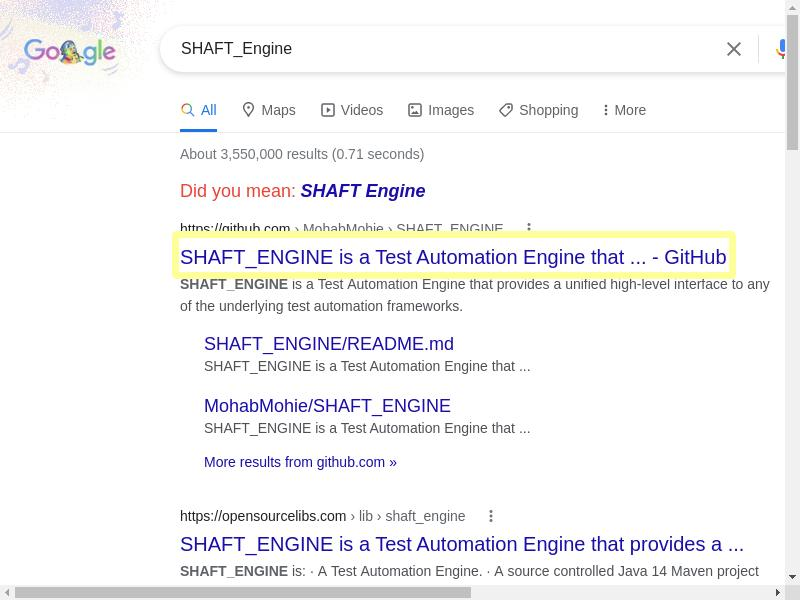 Google
SHAFT_Engine
All Maps Videos Images Shopping More
About 3,550,000 results (0.71 seconds)
Did you mean: SHAFT Engine
https://github.com › MohabMohie › SHAFT_ENGINE
SHAFT_ENGINE is a Test Automation Engine that ... - GitHub
SHAFT_ENGINE is a Test Automation Engine that provides a unified high-level interface to any
of the underlying test automation frameworks.
SHAFT_ENGINE/README.md
SHAFT_ENGINE is a Test Automation Engine that ...
MohabMohie/SHAFT_ENGINE
SHAFT_ENGINE is a Test Automation Engine that ...
More results from github.com »
https://opensourcelibs.com › lib › shaft_engine
SHAFT_ENGINE is a Test Automation Engine that provides a ...
SHAFT_ENGINE is: · A Test Automation Engine. · A source controlled Java 14 Maven project